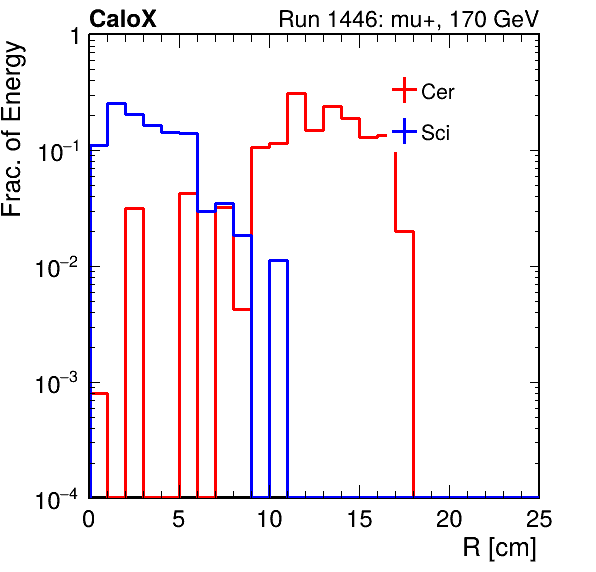 CaloX Run 1446: mu+, 170 GeV
Frac. of Energy
1
10⁻¹
10⁻²
10⁻³
10⁻⁴
Cer
Sci
0 5 10 15 20 25
R [cm]